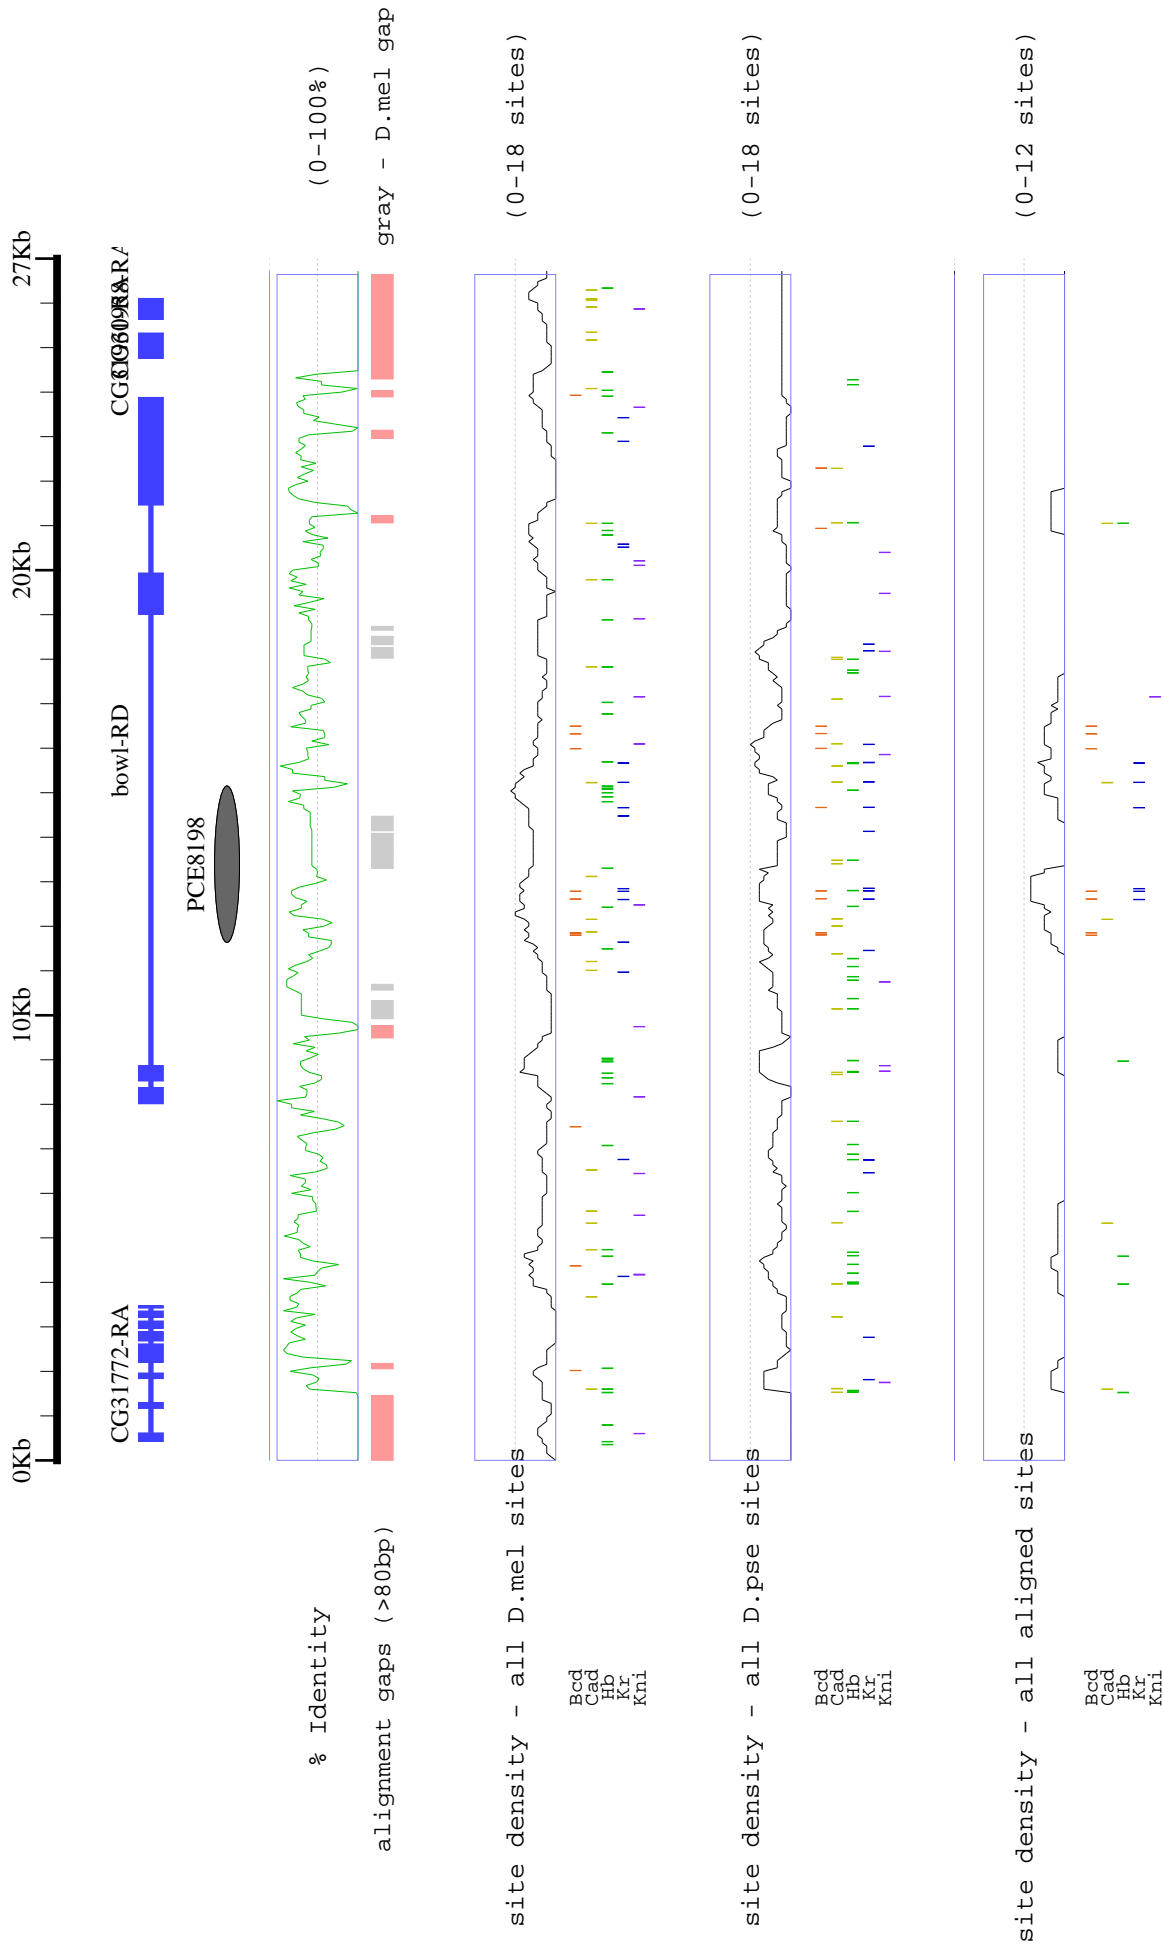 0Kb 10Kb 20Kb 27Kb
CG31772-RA bowl-RD
PCE8198
% Identity (0-100%)
alignment gaps (>80bp) gray - D.mel gap
site density - all D.mel sites (0-18 sites)
Bcd
Cad
Hb
Kr
Kni
site density - all D.pse sites (0-18 sites)
Bcd
Cad
Hb
Kr
Kni
site density - all aligned sites (0-12 sites)
Bcd
Cad
Hb
Kr
Kni